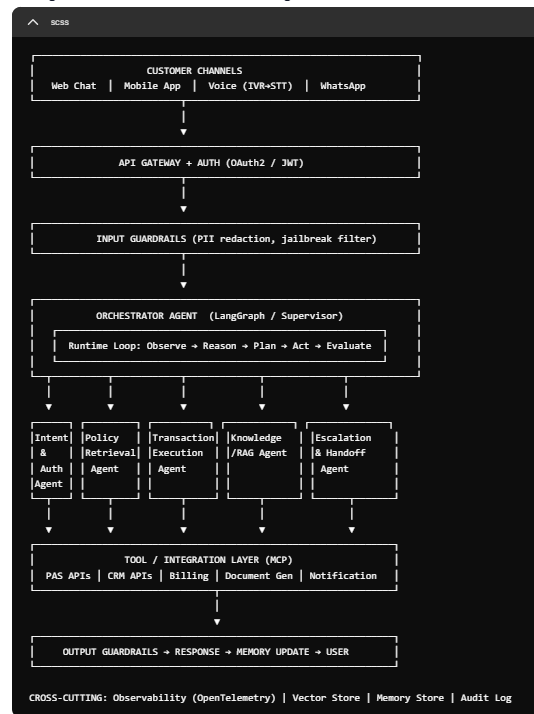 scss
CUSTOMER CHANNELS
Web Chat | Mobile App | Voice (IVR→STT) | WhatsApp
API GATEWAY + AUTH (OAuth2 / JWT)
INPUT GUARDRAILS (PII redaction, jailbreak filter)
ORCHESTRATOR AGENT (LangGraph / Supervisor)
Runtime Loop: Observe → Reason → Plan → Act → Evaluate
Intent
&
Auth
Agent
Policy
Retrieval
Agent
Transaction
Execution
Agent
Knowledge
/RAG Agent
Escalation
& Handoff
Agent
TOOL / INTEGRATION LAYER (MCP)
PAS APIs | CRM APIs | Billing | Document Gen | Notification
OUTPUT GUARDRAILS → RESPONSE → MEMORY UPDATE → USER
CROSS-CUTTING: Observability (OpenTelemetry) | Vector Store | Memory Store | Audit Log